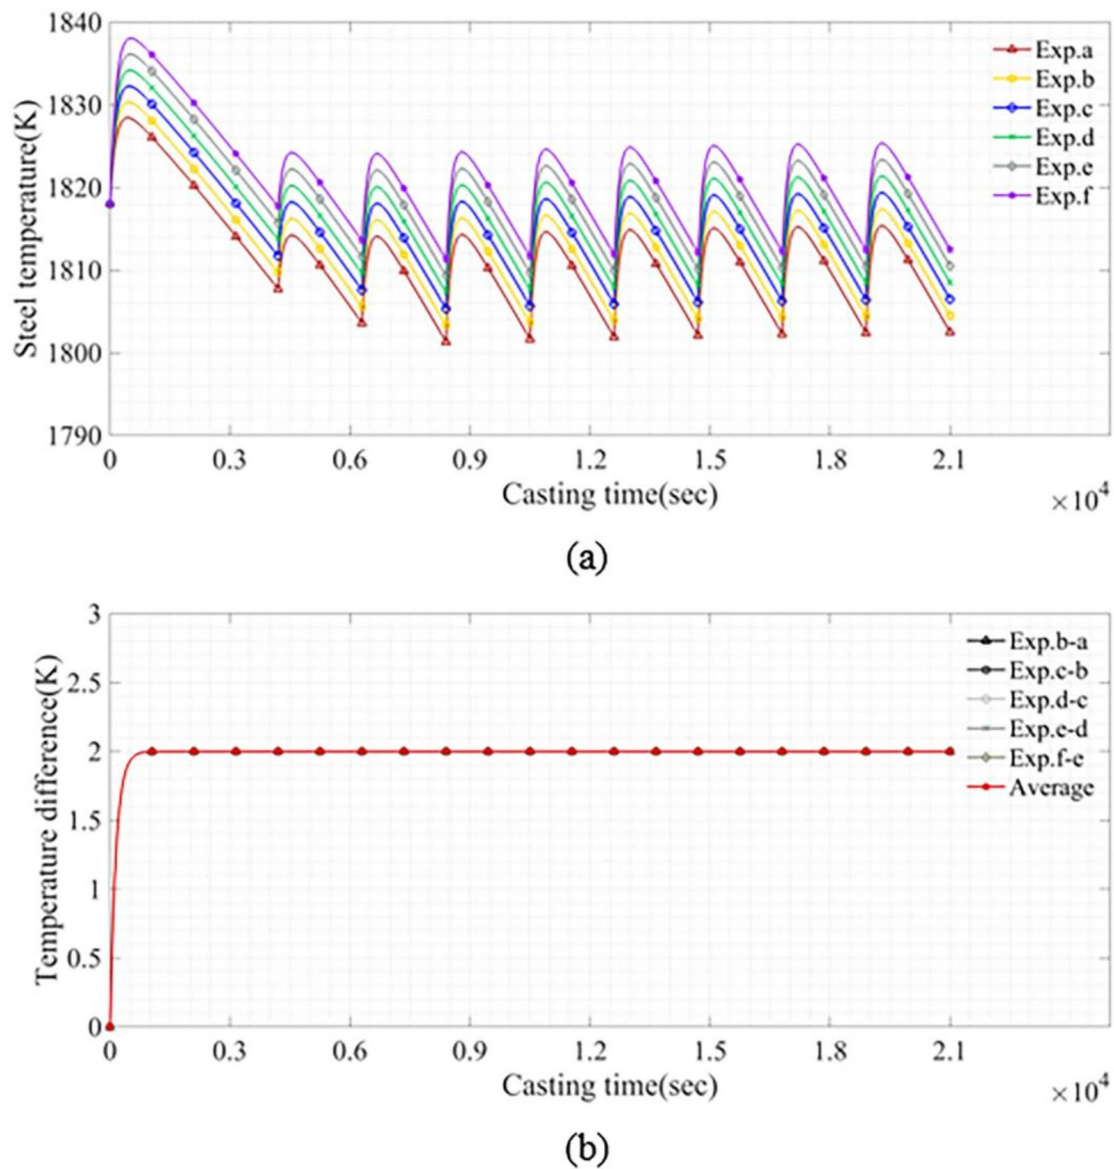 1840
1830
1820
1810
1800
1790
Steel temperature(K)
Exp.a
Exp.b
Exp.c
Exp.d
Exp.e
Exp.f
0 0.3 0.6 0.9 1.2 1.5 1.8 2.1
Casting time(sec)
×10⁴
(a)
3
2.5
2
1.5
1
0.5
0
Temperature difference(K)
Exp.b-a
Exp.c-b
Exp.d-c
Exp.e-d
Exp.f-e
Average
0 0.3 0.6 0.9 1.2 1.5 1.8 2.1
Casting time(sec)
×10⁴
(b)